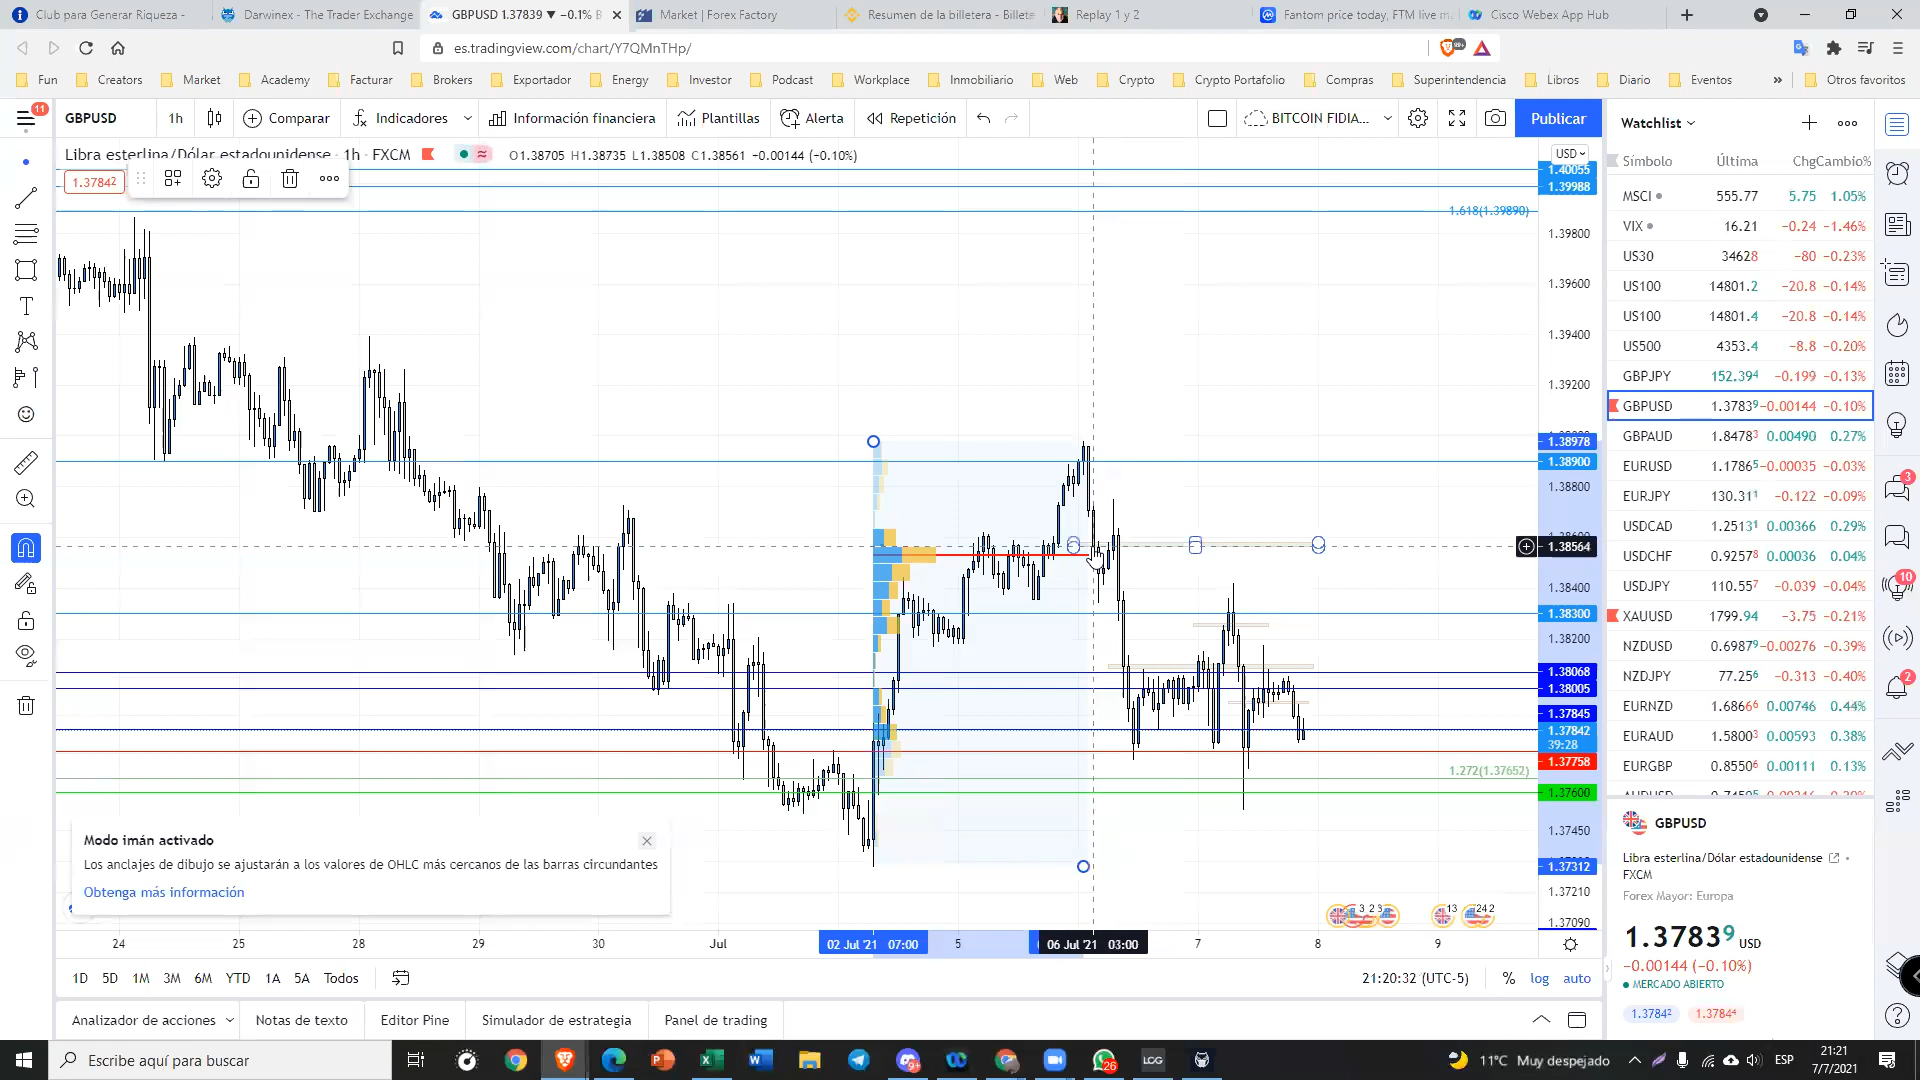 Club para Generar Riqueza -
Darwinex - The Trader Exchange
GBPUSD 1.37839 ▼ −0.1% B
Market | Forex Factory
Resumen de la billetera - Billete
Replay 1 y 2
Fantom price today, FTM live m
Cisco Webex App Hub
es.tradingview.com/chart/Y7QMnTHp/
Fun
Creators
Market
Academy
Facturar
Brokers
Exportador
Energy
Investor
Podcast
Workplace
Inmobiliario
Web
Crypto
Crypto Portafolio
Compras
Superintendencia
Libros
Diario
Eventos
»
Otros favoritos
11
GBPUSD
1h
Comparar
Indicadores
Información financiera
Plantillas
Alerta
Repetición
BITCOIN FIDIA...
Publicar
Libra esterlina/Dólar estadounidense · 1h · FXCM
O1.38705 H1.38735 L1.38508 C1.38561 −0.00144 (−0.10%)
1.37842
USD
1.40055
1.39988
1.618(1.39890)
1.39800
1.39600
1.39400
1.39200
1.38978
1.38900
1.38800
1.38564
1.38400
1.38300
1.38200
1.38068
1.38005
1.37845
1.37842
39:28
1.37758
1.272(1.37652)
1.37600
1.37450
1.37312
1.37210
1.37090
Modo imán activado
Los anclajes de dibujo se ajustarán a los valores de OHLC más cercanos de las barras circundantes
Obtenga más información
3 2 3
13
24 2
24
25
28
29
30
Jul
02 Jul '21 07:00
5
06 Jul '21 03:00
7
8
9
1D
5D
1M
3M
6M
YTD
1A
5A
Todos
21:20:32 (UTC-5)
%
log
auto
Analizador de acciones
Notas de texto
Editor Pine
Simulador de estrategia
Panel de trading
Watchlist
Símbolo Última Chg Cambio%
MSCI 555.77 5.75 1.05%
VIX 16.21 −0.24 −1.46%
US30 34628 −80 −0.23%
US100 14801.2 −20.8 −0.14%
US100 14801.4 −20.8 −0.14%
US500 4353.4 −8.8 −0.20%
GBPJPY 152.394 −0.199 −0.13%
GBPUSD 1.37839 −0.00144 −0.10%
GBPAUD 1.84783 0.00490 0.27%
EURUSD 1.17865 −0.00035 −0.03%
EURJPY 130.311 −0.122 −0.09%
USDCAD 1.25131 0.00366 0.29%
USDCHF 0.92578 0.00036 0.04%
USDJPY 110.557 −0.039 −0.04%
XAUUSD 1799.94 −3.75 −0.21%
NZDUSD 0.69879 −0.00276 −0.39%
NZDJPY 77.256 −0.313 −0.40%
EURNZD 1.68666 0.00746 0.44%
EURAUD 1.58003 0.00593 0.38%
EURGBP 0.85506 0.00111 0.13%
GBPUSD
Libra esterlina/Dólar estadounidense
FXCM
Forex Mayor: Europa
1.37839 USD
−0.00144 (−0.10%)
MERCADO ABIERTO
1.37842
1.37844
3
10
2
Escribe aquí para buscar
9+
26
LCG
11°C Muy despejado
ESP
21:21
7/7/2021